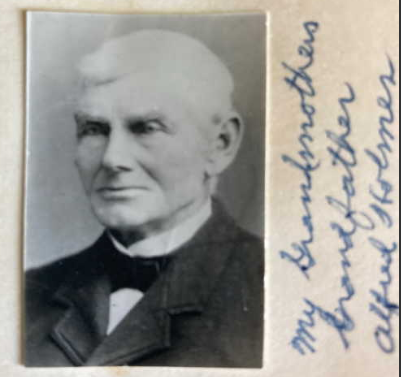 My Grandmothers
Grandfather
Alfred Holmes